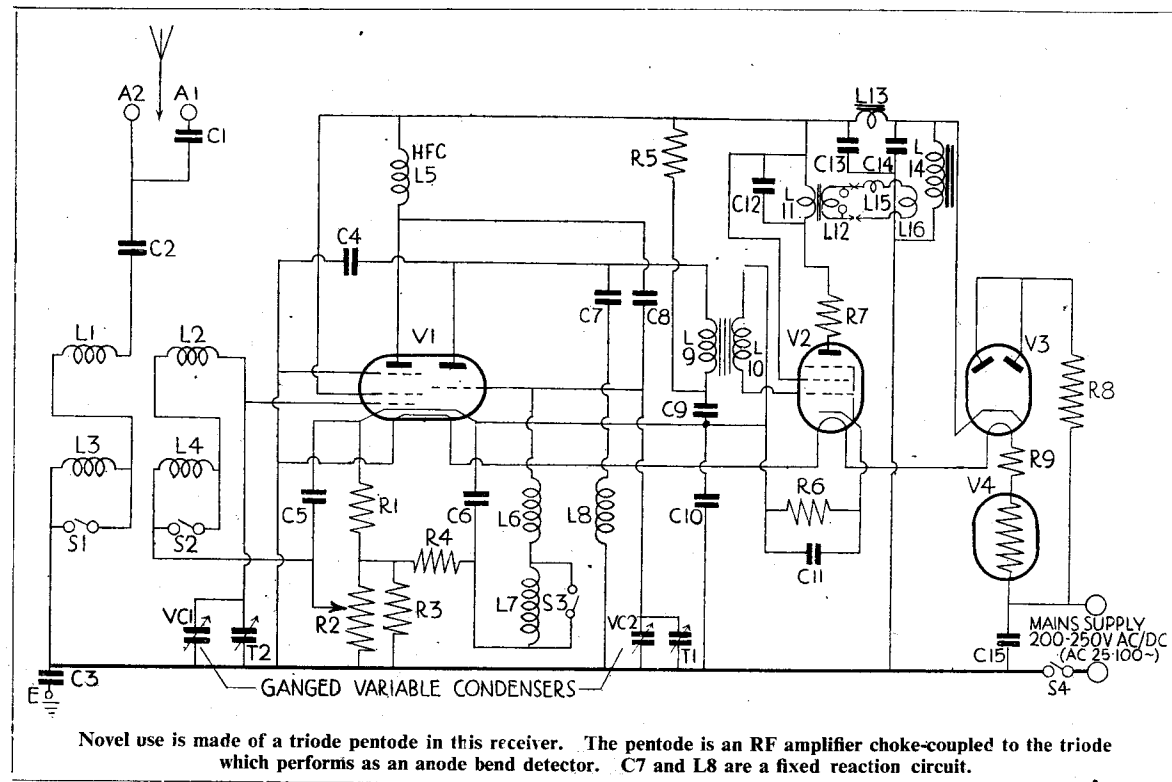 A2 A1
C1
C2
L1 L2
L3 L4
S1 S2
VC1
T2
C3
E
HFC
L5
C4
V1
C5
R1
R2
R3
R4
C6
L6
L7
S3
L8
C7
C8
VC2
T1
R5
L9
L10
C9
C10
C12
L11
L12
L13
C13
C14
L14
L15
L16
V2
R7
R6
C11
V3
R8
R9
V4
C15
S4
MAINS SUPPLY
200-250V AC/DC
(AC 25-100~)
GANGED VARIABLE CONDENSERS
Novel use is made of a triode pentode in this receiver. The pentode is an RF amplifier choke-coupled to the triode
which performs as an anode bend detector. C7 and L8 are a fixed reaction circuit.